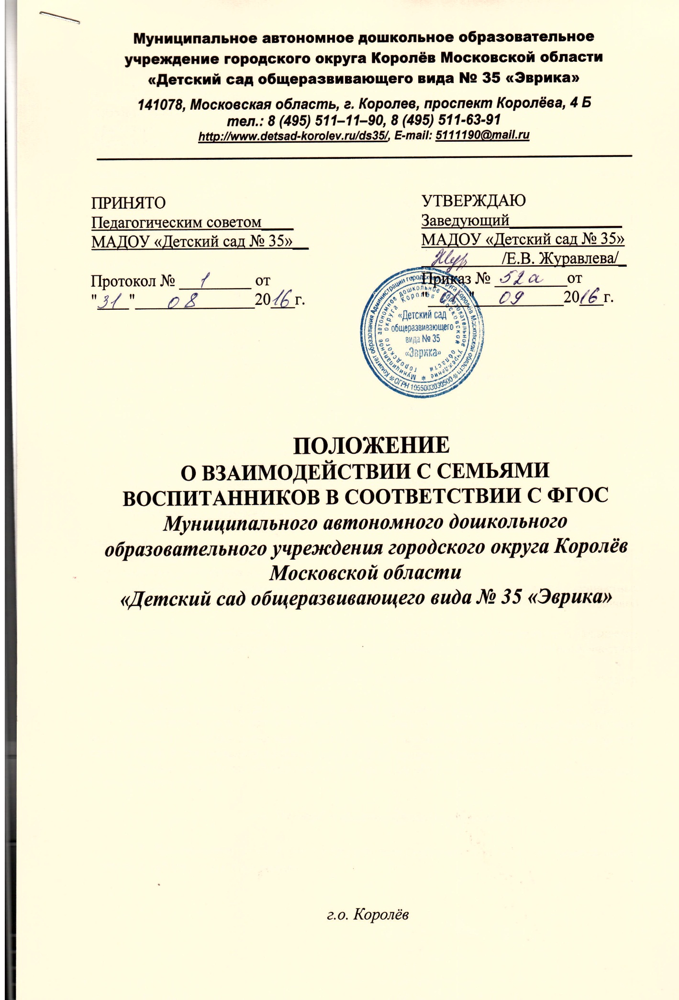 Муниципальное автономное дошкольное образовательное
учреждение городского округа Королёв Московской области
«Детский сад общеразвивающего вида № 35 «Эврика»
141078, Московская область, г. Королев, проспект Королёва, 4 Б
тел.: 8 (495) 511–11–90, 8 (495) 511-63-91
http://www.detsad-korolev.ru/ds35/, E-mail: 5111190@mail.ru
ПРИНЯТО
Педагогическим советом____
МАДОУ «Детский сад № 35»__
Протокол № 1 от
"31" 08 2016 г.
УТВЕРЖДАЮ
Заведующий______________
МАДОУ «Детский сад № 35»
/Е.В. Журавлева/_
Приказ № 52а от
"01" 09 2016 г.
Комитет образования Администрации городского округа Королёв Московской области * ОГРН 1055003030500 *
Муниципальное автономное дошкольное образовательное учреждение *
городского округа Королёв Московской области
«Детский сад
общеразвивающего
вида № 35
«Эврика»
ПОЛОЖЕНИЕ
О ВЗАИМОДЕЙСТВИИ С СЕМЬЯМИ
ВОСПИТАННИКОВ В СООТВЕТСТВИИ С ФГОС
Муниципального автономного дошкольного
образовательного учреждения городского округа Королёв
Московской области
«Детский сад общеразвивающего вида № 35 «Эврика»
г.о. Королёв